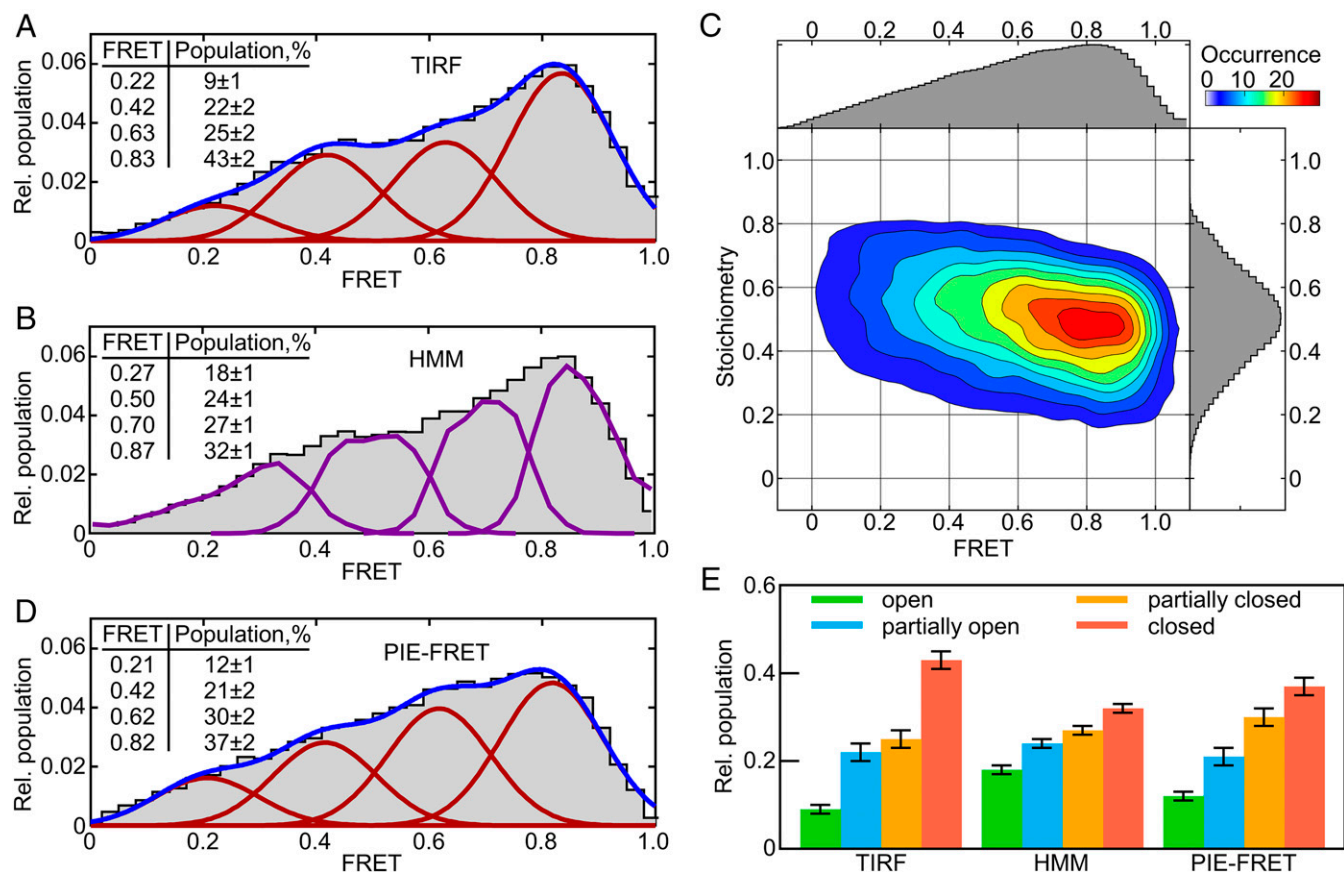 A
FRET Population,%
0.22 9±1
0.42 22±2
0.63 25±2
0.83 43±2
TIRF
Rel. population
0.06
0.04
0.02
0
0 0.2 0.4 0.6 0.8 1.0
FRET
B
FRET Population,%
0.27 18±1
0.50 24±1
0.70 27±1
0.87 32±1
HMM
Rel. population
0.06
0.04
0.02
0
0 0.2 0.4 0.6 0.8 1.0
FRET
D
FRET Population,%
0.21 12±1
0.42 21±2
0.62 30±2
0.82 37±2
PIE-FRET
Rel. population
0.06
0.04
0.02
0
0 0.2 0.4 0.6 0.8 1.0
FRET
C
0 0.2 0.4 0.6 0.8 1.0
Occurrence
0 10 20
Stoichiometry
1.0 1.0
0.8 0.8
0.6 0.6
0.4 0.4
0.2 0.2
0 0
0 0.2 0.4 0.6 0.8 1.0
FRET
E
open partially closed
partially open closed
Rel. population
0.6
0.4
0.2
0
TIRF HMM PIE-FRET